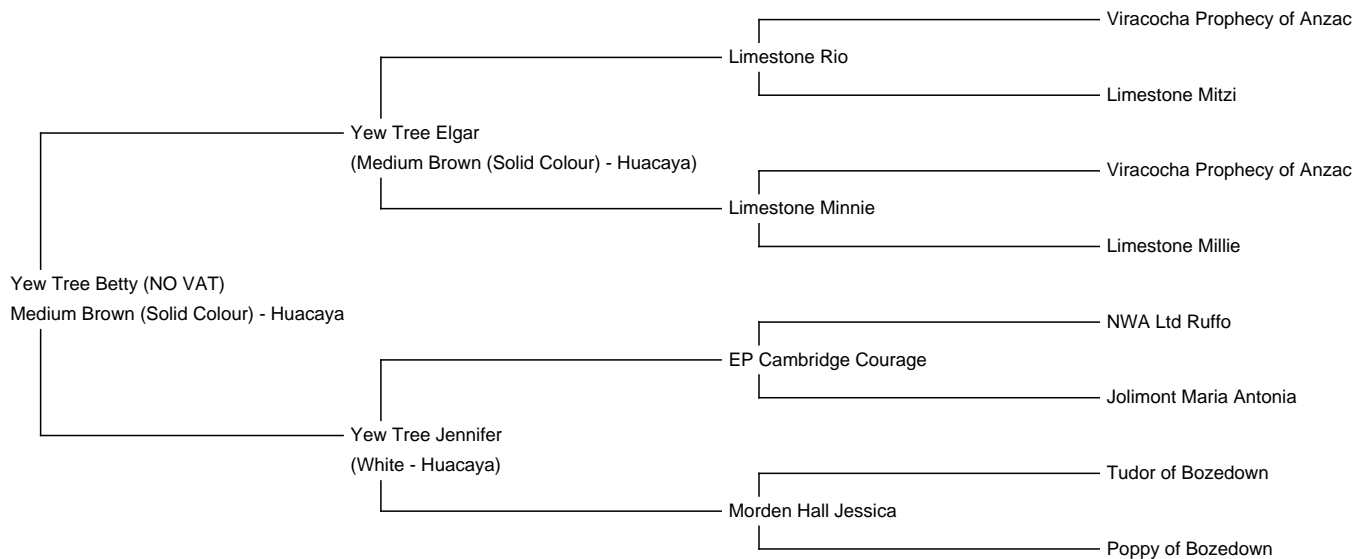 Viracocha Prophecy of Anzac
Limestone Rio
Limestone Mitzi
Yew Tree Elgar
(Medium Brown (Solid Colour) - Huacaya)
Viracocha Prophecy of Anzac
Limestone Minnie
Limestone Millie
Yew Tree Betty (NO VAT)
Medium Brown (Solid Colour) - Huacaya
NWA Ltd Ruffo
EP Cambridge Courage
Jolimont Maria Antonia
Yew Tree Jennifer
(White - Huacaya)
Tudor of Bozedown
Morden Hall Jessica
Poppy of Bozedown